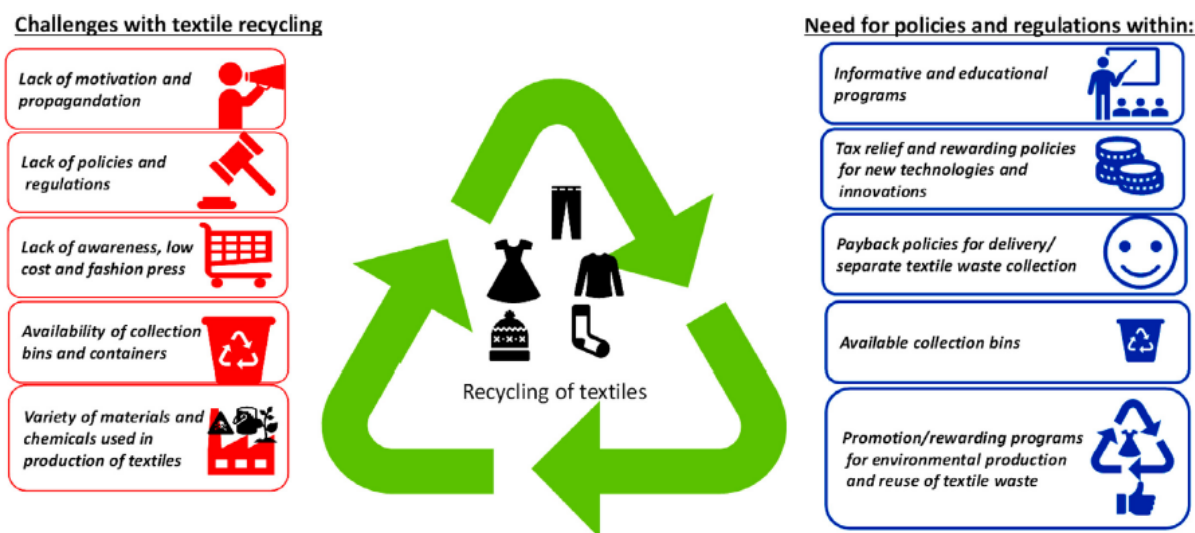 Challenges with textile recycling
Lack of motivation and
propagandation
Lack of policies and
regulations
Lack of awareness, low
cost and fashion press
Availability of collection
bins and containers
Variety of materials and
chemicals used in
production of textiles
Recycling of textiles
Need for policies and regulations within:
Informative and educational
programs
Tax relief and rewarding policies
for new technologies and
innovations
Payback policies for delivery/
separate textile waste collection
Available collection bins
Promotion/rewarding programs
for environmental production
and reuse of textile waste